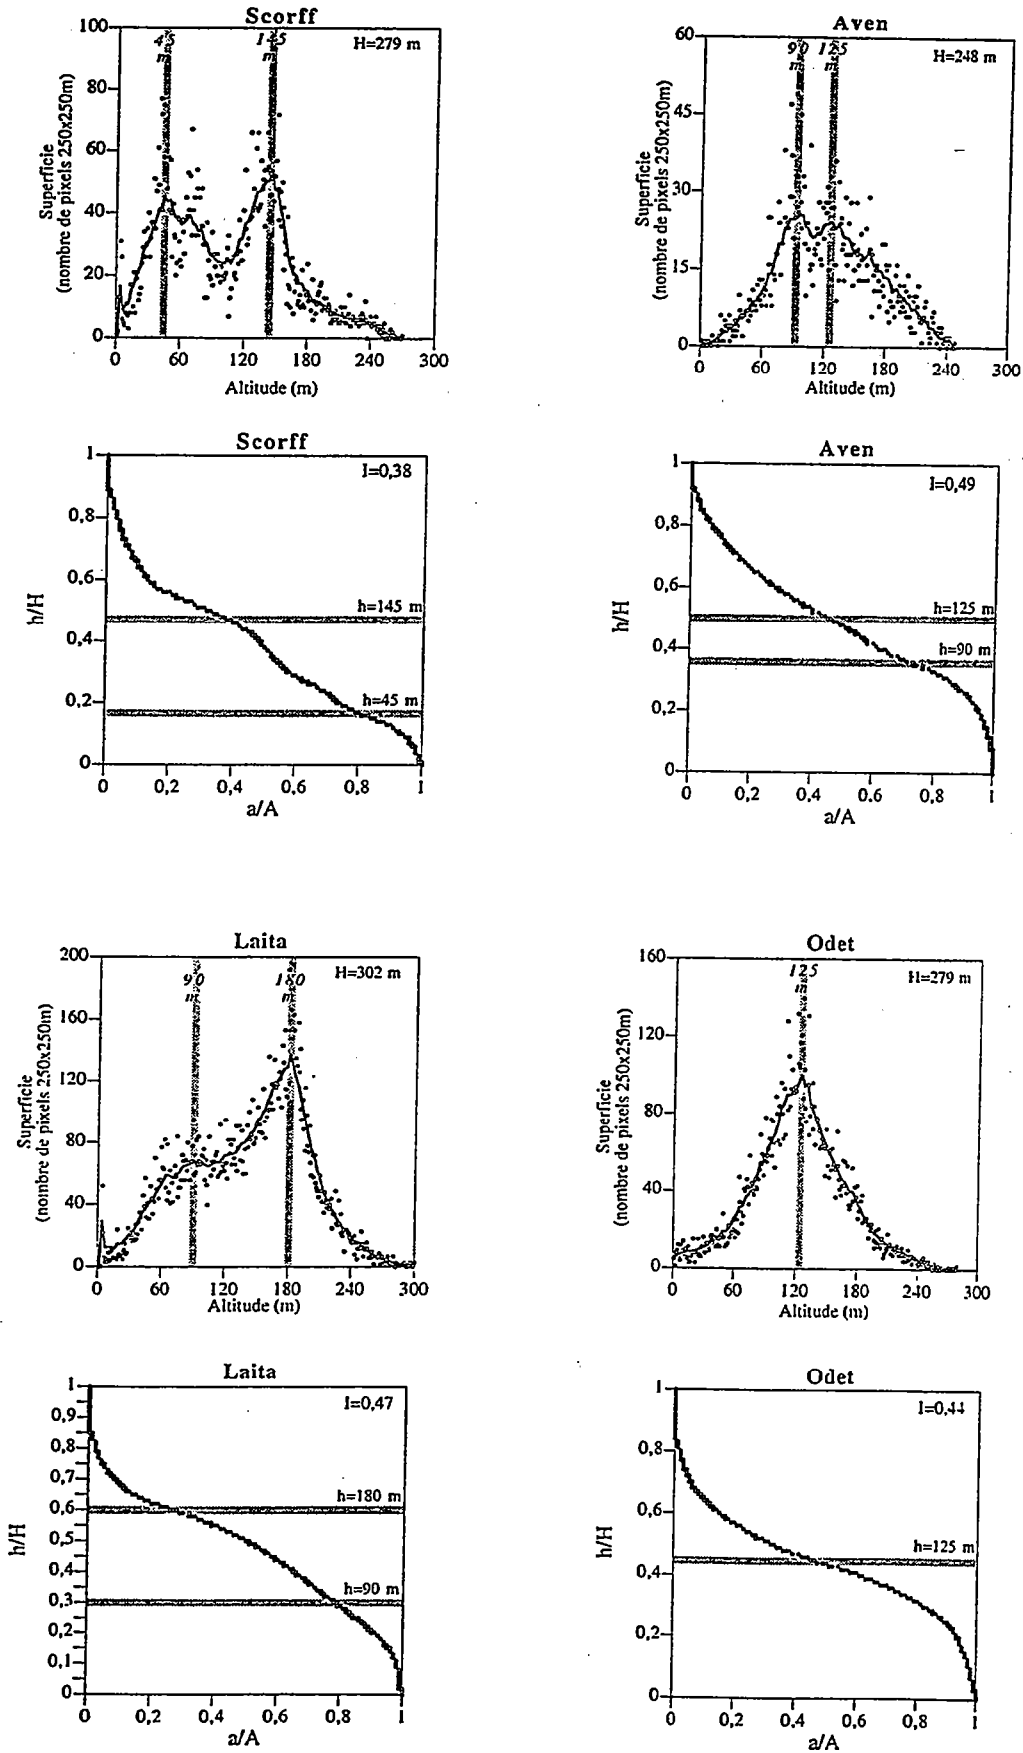 Scorff
100
80
60
40
20
0
Superficie
(nombre de pixels 250x250m)
45
m
145
m
H=279 m
0 60 120 180 240 300
Altitude (m)
Aven
60
45
30
15
0
Superficie
(nombre de pixels 250x250m)
90
m
125
m
H=248 m
0 60 120 180 240 300
Altitude (m)
Scorff
1
0,8
0,6
0,4
0,2
0
h/H
I=0,38
h=145 m
h=45 m
0 0,2 0,4 0,6 0,8 1
a/A
Aven
1
0,8
0,6
0,4
0,2
0
h/H
I=0,49
h=125 m
h=90 m
0 0,2 0,4 0,6 0,8 1
a/A
Laita
200
160
120
80
40
0
Superficie
(nombre de pixels 250x250m)
90
m
180
m
H=302 m
0 60 120 180 240 300
Altitude (m)
Odet
160
120
80
40
0
Superficie
(nombre de pixels 250x250m)
125
m
H=279 m
0 60 120 180 240 300
Altitude (m)
Laita
1
0,9
0,8
0,7
0,6
0,5
0,4
0,3
0,2
0,1
0
h/H
I=0,47
h=180 m
h=90 m
0 0,2 0,4 0,6 0,8 1
a/A
Odet
1
0,8
0,6
0,4
0,2
0
h/H
I=0,44
h=125 m
0 0,2 0,4 0,6 0,8 1
a/A